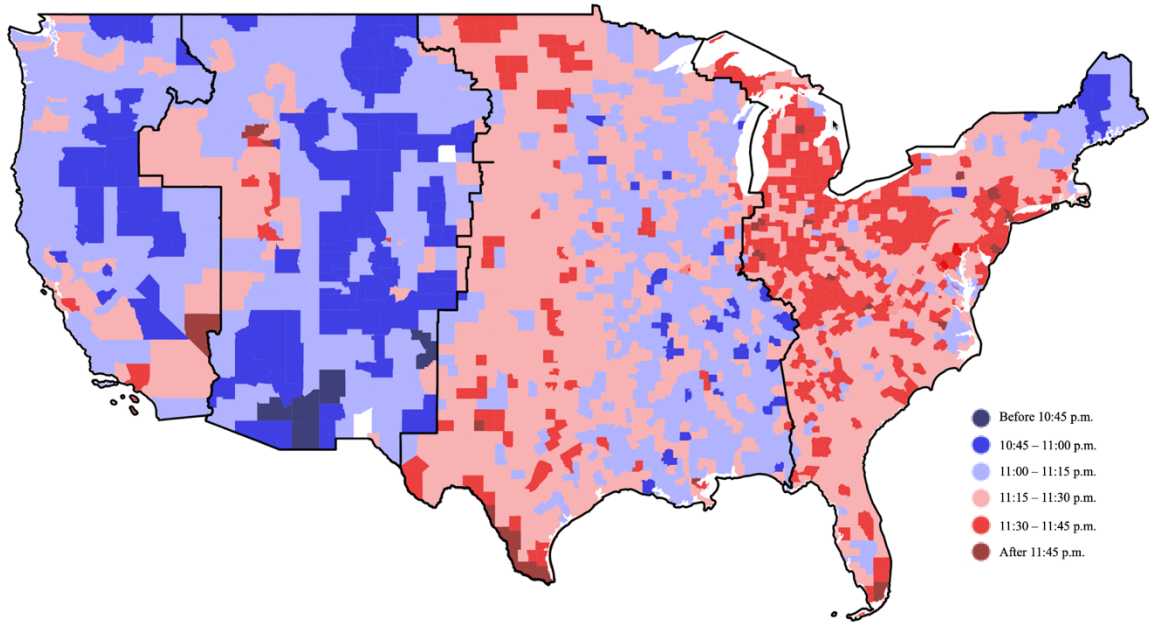 Before 10:45 p.m.
10:45 – 11:00 p.m.
11:00 – 11:15 p.m.
11:15 – 11:30 p.m.
11:30 – 11:45 p.m.
After 11:45 p.m.